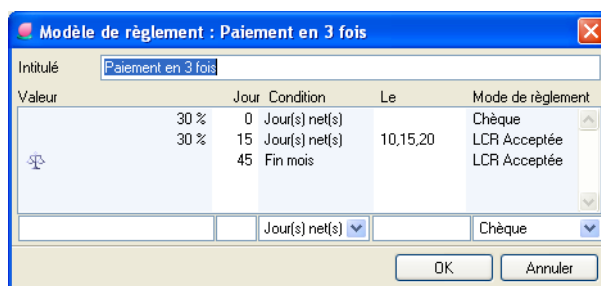 Modèle de règlement : Paiement en 3 fois
Intitulé Paiement en 3 fois
Valeur Jour Condition Le Mode de règlement
30 % 0 Jour(s) net(s) Chèque
30 % 15 Jour(s) net(s) 10,15,20 LCR Acceptée
45 Fin mois LCR Acceptée
Jour(s) net(s) Chèque
OK Annuler